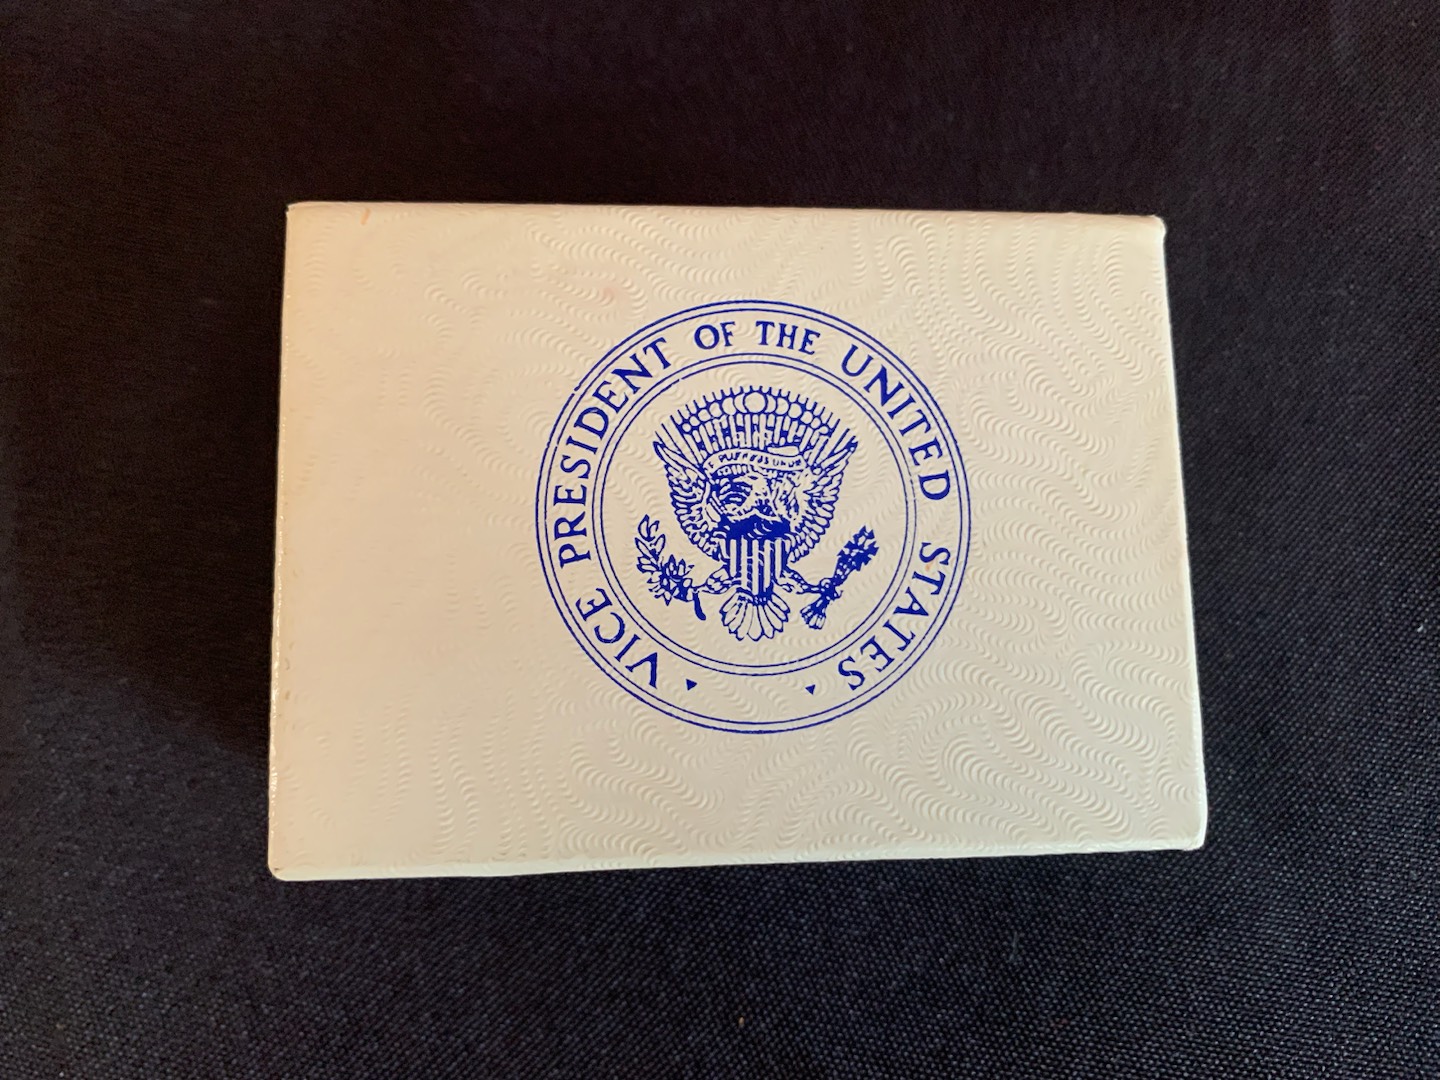 VICE PRESIDENT OF THE UNITED STATES